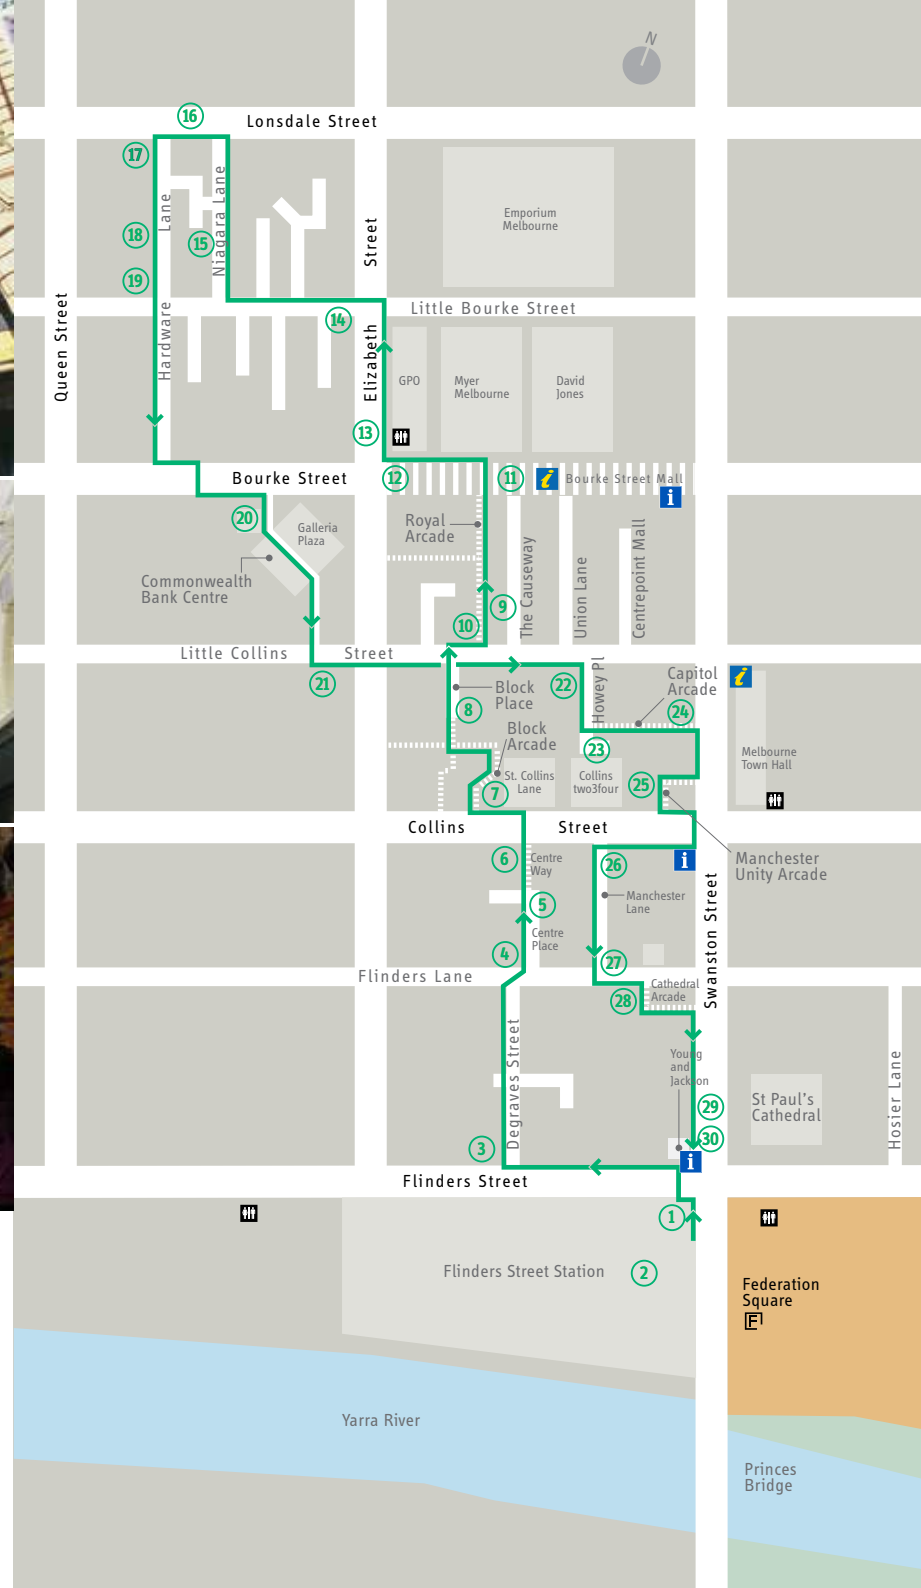 N
16
Lonsdale Street
17
Lane
Niagara Lane
18
15
19
Street
Emporium
Melbourne
Queen Street
Hardware
14
Little Bourke Street
Elizabeth
GPO
Myer
Melbourne
David
Jones
13
Bourke Street
12
11
i
Bourke Street Mall
i
20
Galleria
Plaza
Royal
Arcade
The Causeway
Union Lane
Centrepoint Mall
Commonwealth
Bank Centre
9
10
Little Collins
Street
21
22
Howey Pl
Capitol
Arcade
i
Block
Place
8
24
Block
Arcade
23
Melbourne
Town Hall
St. Collins
Lane
Collins
two3four
25
7
Collins
Street
6
Centre
Way
26
i
Manchester
Unity Arcade
5
Manchester
Lane
Swanston Street
4
Centre
Place
27
Flinders Lane
28
Cathedral
Arcade
Degraves Street
Young
and
Jackson
29
St Paul's
Cathedral
Hosier Lane
3
30
i
Flinders Street
1
Flinders Street Station
2
Federation
Square
F
Yarra River
Princes
Bridge